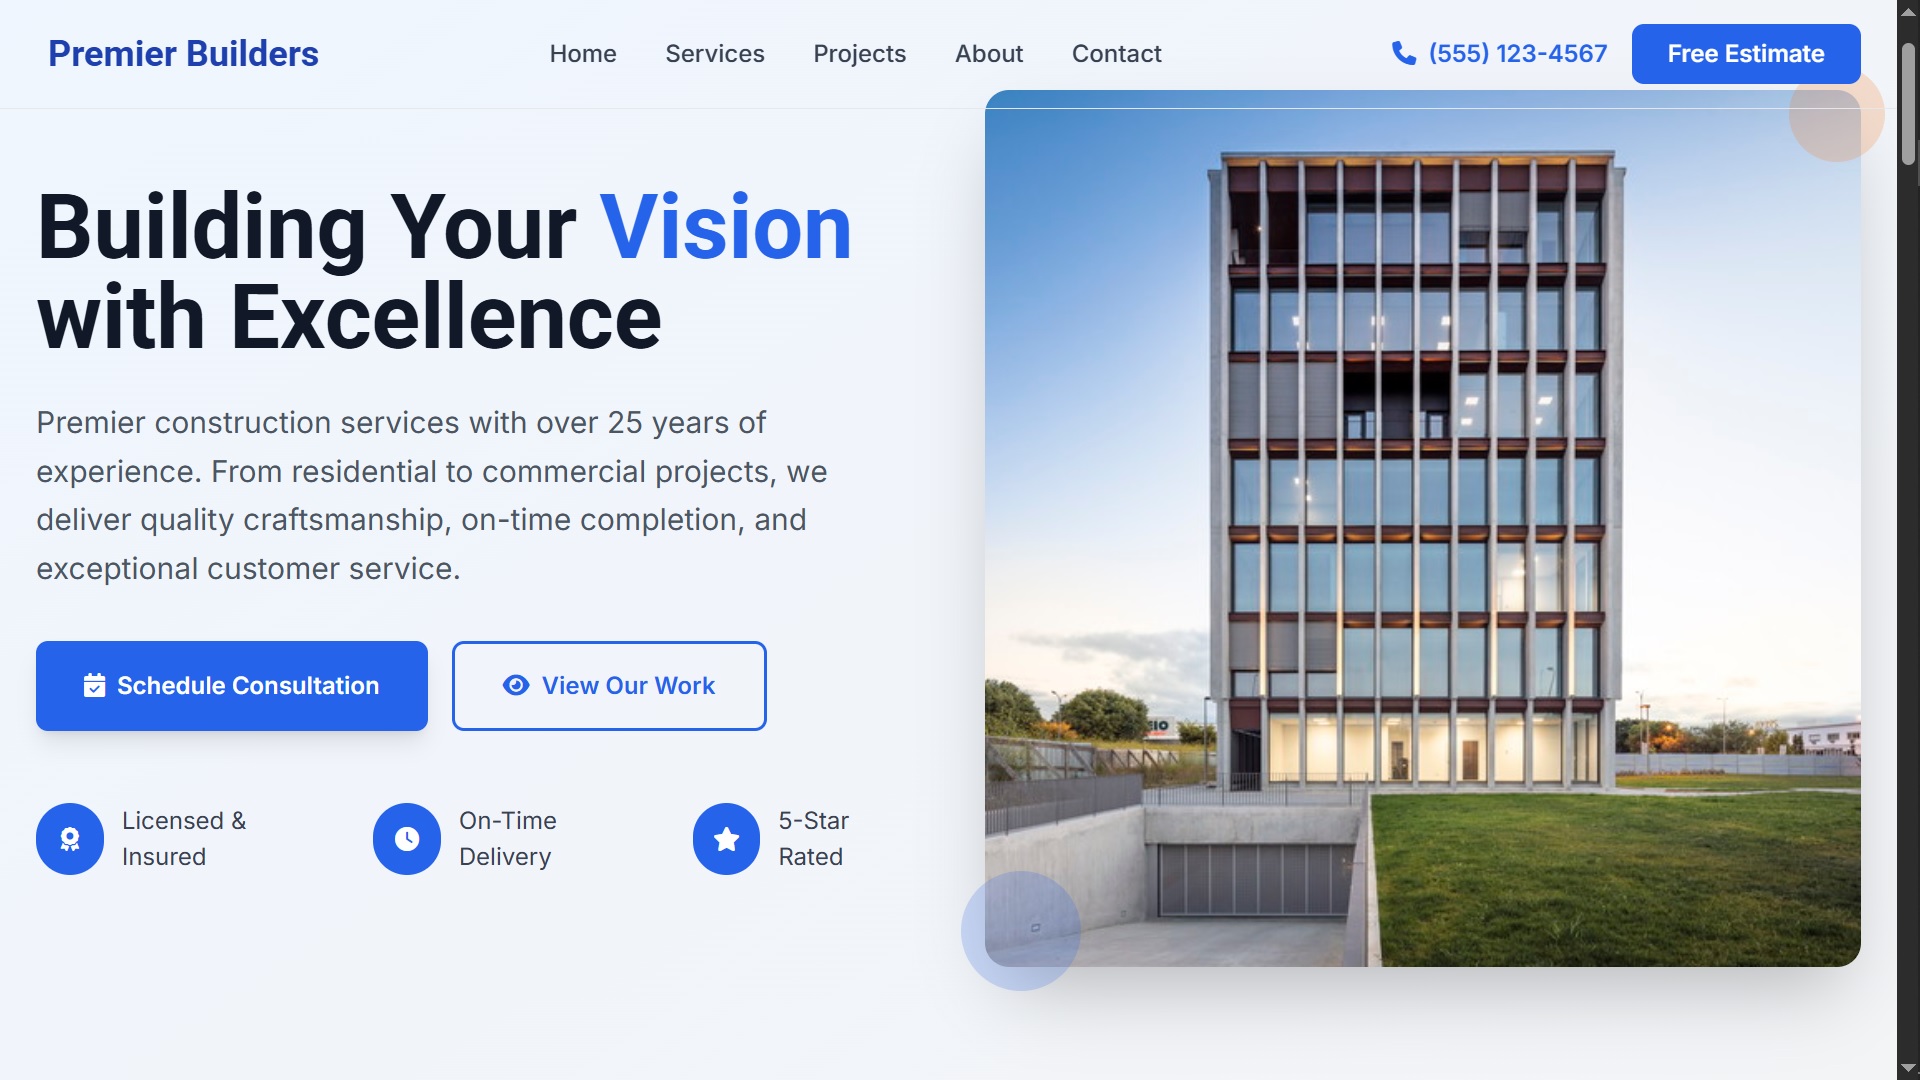 Premier Builders
Home
Services
Projects
About
Contact
(555) 123-4567
Free Estimate
Building Your Vision
with Excellence
Premier construction services with over 25 years of
experience. From residential to commercial projects, we
deliver quality craftsmanship, on-time completion, and
exceptional customer service.
Schedule Consultation
View Our Work
Licensed &
Insured
On-Time
Delivery
5-Star
Rated